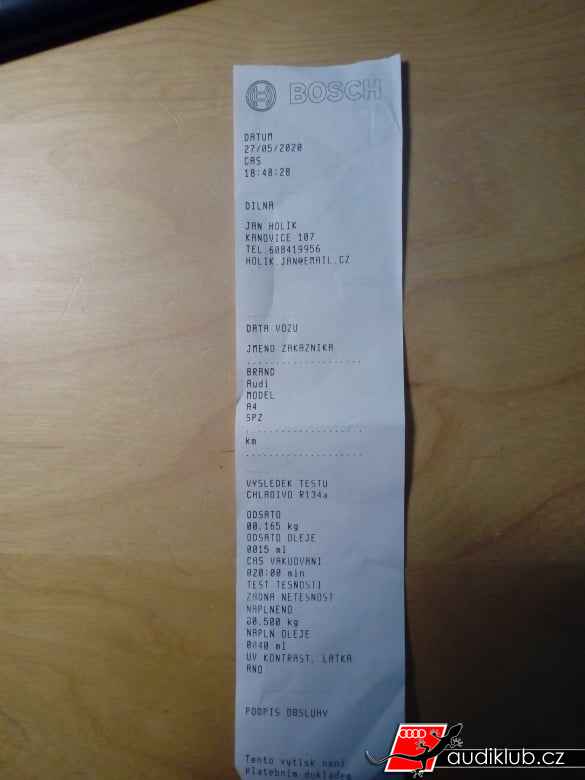 BOSCH
DATUM
27/05/2020
CAS
18:40:20
DILNA
JAN HOLIK
KANOVICE 107
TEL.608419956
HOLIK.JAN@EMAIL.CZ
DATA VOZU
JMENO ZAKAZNIKA
....................
BRAND
Audi
MODEL
A4
SPZ
....................
km
....................
VYSLEDEK TESTU
CHLADIVO R134a
ODSATO
00.165 kg
ODSATO OLEJE
0015 ml
CAS VAKUOVANI
020:00 min
TEST TESNOSTI
ZADNA NETESNOST
NAPLNENO
00.500 kg
NAPLN OLEJE
0040 ml
UV KONTRAST. LATKA
ANO
PODPIS OBSLUHY
Tento vytisk neni
Platebnim dokladem
audiklub.cz